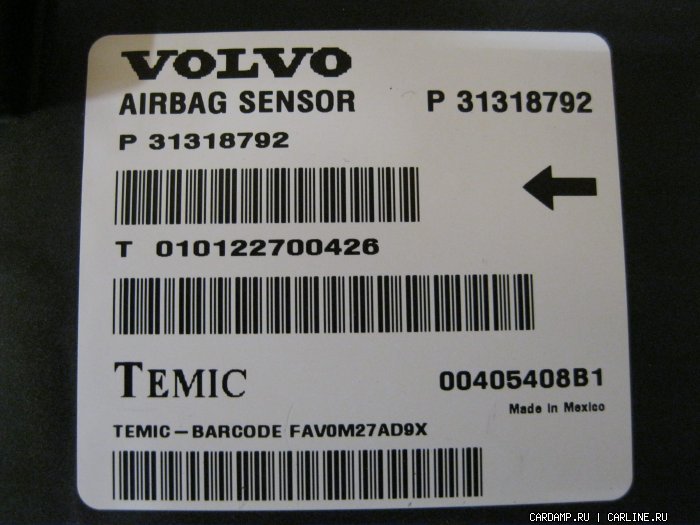 VOLVO
AIRBAG SENSOR P 31318792
P 31318792
T 010122700426
TEMIC 00405408B1
Made in Mexico
TEMIC-BARCODE FAV0M27AD9X
CARDAMP.RU | CARLINE.RU